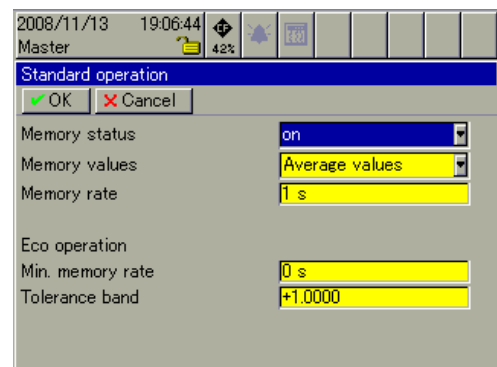 2008/11/13 19:06:44
Master
CF
42%
Standard operation
OK Cancel
Memory status on
Memory values Average values
Memory rate 1 s
Eco operation
Min. memory rate 0 s
Tolerance band +1.0000